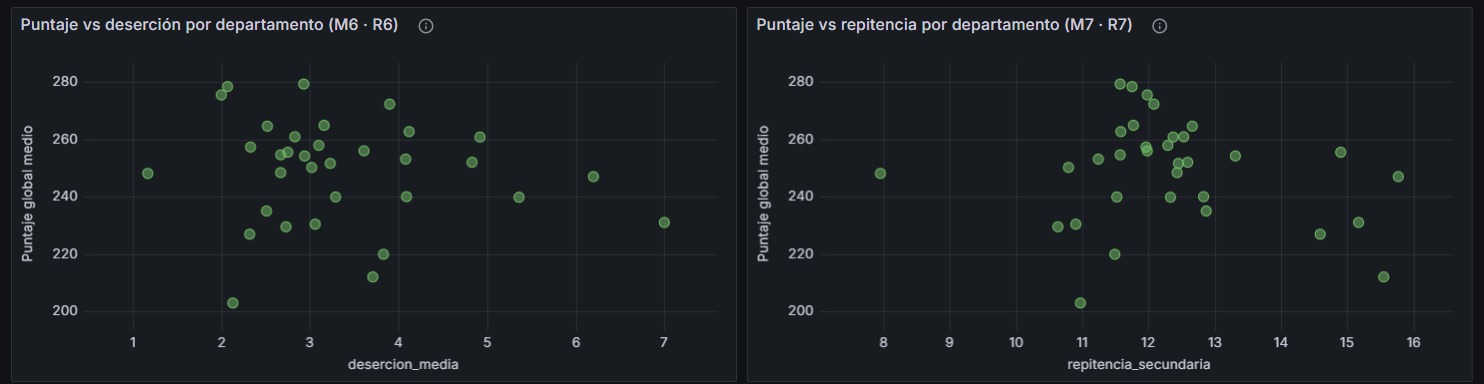 Puntaje vs deserción por departamento (M6 · R6)
280
260
240
220
200
Puntaje global medio
1 2 3 4 5 6 7
desercion_media
Puntaje vs repitencia por departamento (M7 · R7)
280
260
240
220
200
Puntaje global medio
8 9 10 11 12 13 14 15 16
repitencia_secundaria